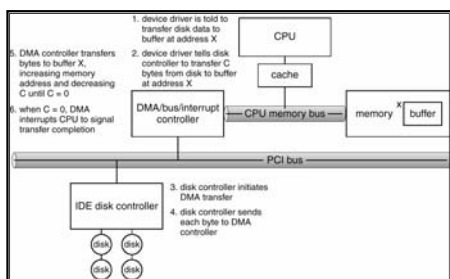 1. device driver is told to
transfer disk data to
buffer at address X
2. device driver tells disk
controller to transfer C
bytes from disk to buffer
at address X
5. DMA controller transfers
bytes to buffer X,
increasing memory
address and decreasing
C until C = 0
6. when C = 0, DMA
interrupts CPU to signal
transfer completion
CPU
cache
DMA/bus/interrupt
controller
CPU memory bus
memory
X
buffer
PCI bus
IDE disk controller
3. disk controller initiates
DMA transfer
4. disk controller sends
each byte to DMA
controller
disk
disk
disk
disk